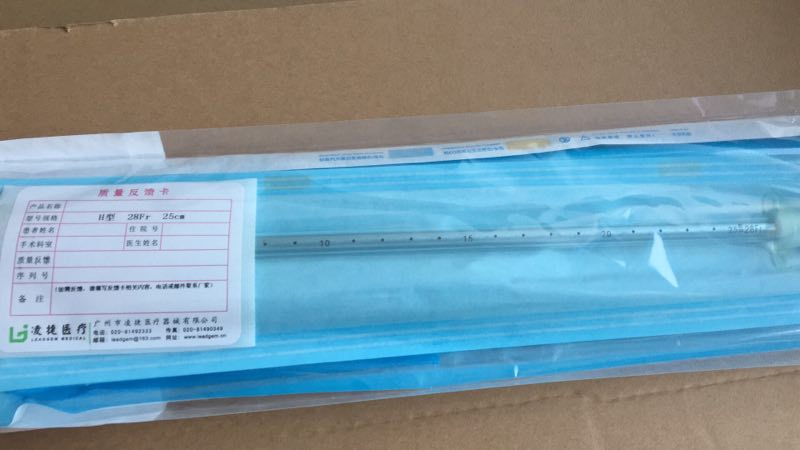 质量反馈卡
产品名称
型号规格 H型 28Fr 25cm
患者姓名 住院号
手术科室 医生姓名
质量反馈
序列号
备注 (如需反馈，请填写反馈卡相关内容，电话或邮件联系厂家)
凌捷医疗
LEADGEM MEDICAL
广州市凌捷医疗器械有限公司
电话：020-81492333 传真：020-81490349
邮箱：leadgem@163.com 网址：www.leadgem.cn
10 15 20 25 28Fr